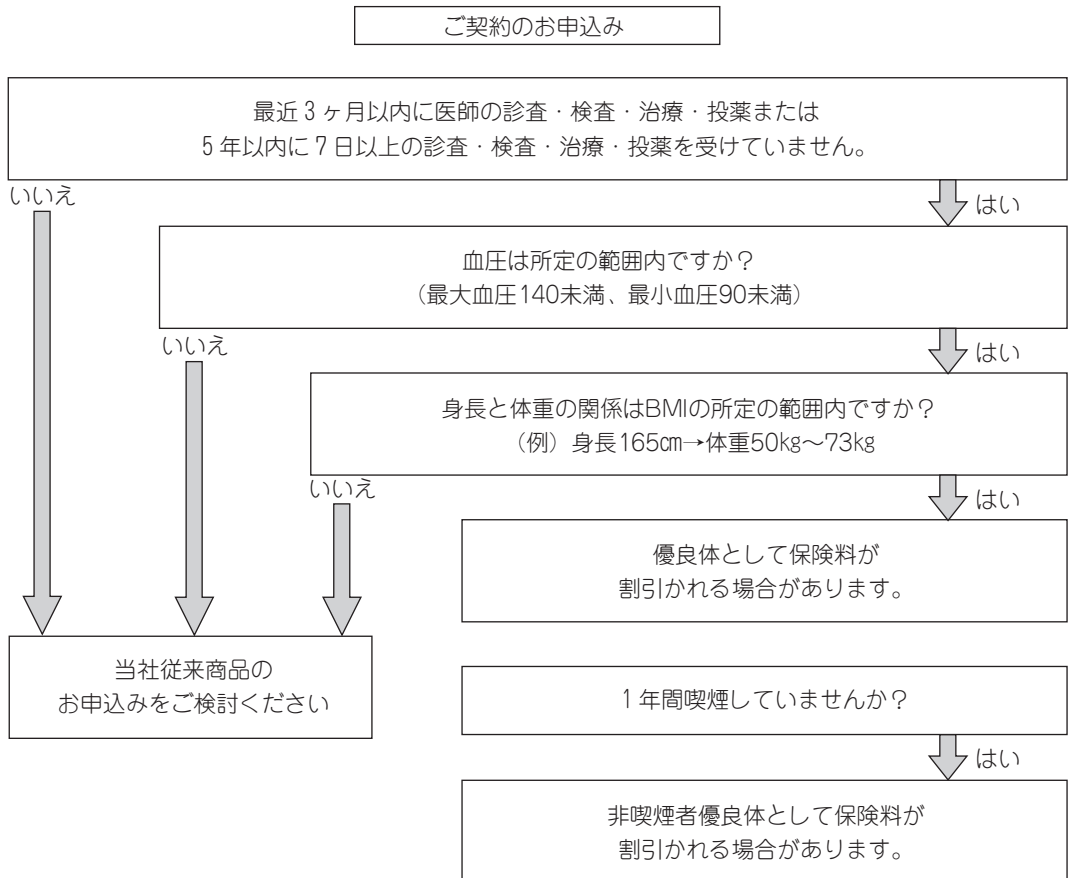 ご契約のお申込み
最近3ヶ月以内に医師の診査・検査・治療・投薬または
5年以内に7日以上の診査・検査・治療・投薬を受けていません。
いいえ
はい
血圧は所定の範囲内ですか？
（最大血圧140未満、最小血圧90未満）
いいえ
はい
身長と体重の関係はBMIの所定の範囲内ですか？
（例）身長165㎝→体重50㎏～73㎏
いいえ
はい
優良体として保険料が
割引かれる場合があります。
当社従来商品の
お申込みをご検討ください
1年間喫煙していませんか？
はい
非喫煙者優良体として保険料が
割引かれる場合があります。